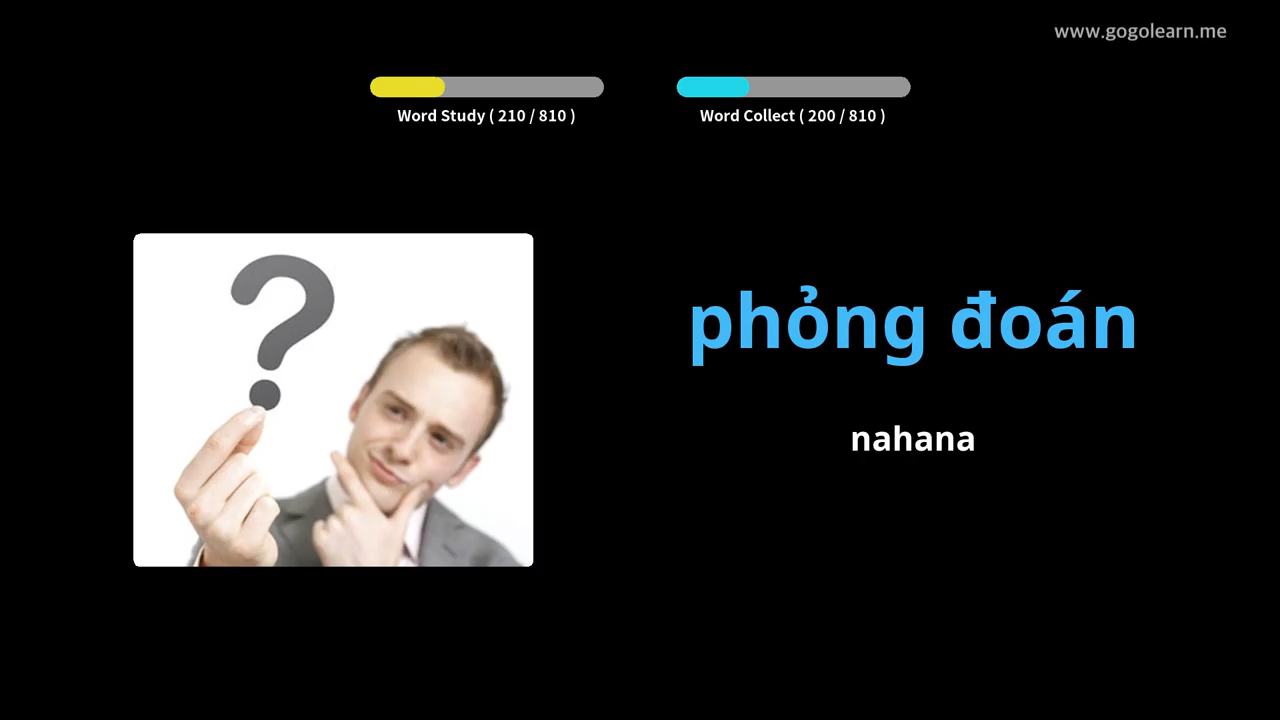 www.gogolearn.me
Word Study ( 210 / 810 )
Word Collect ( 200 / 810 )
phỏng đoán
nahana